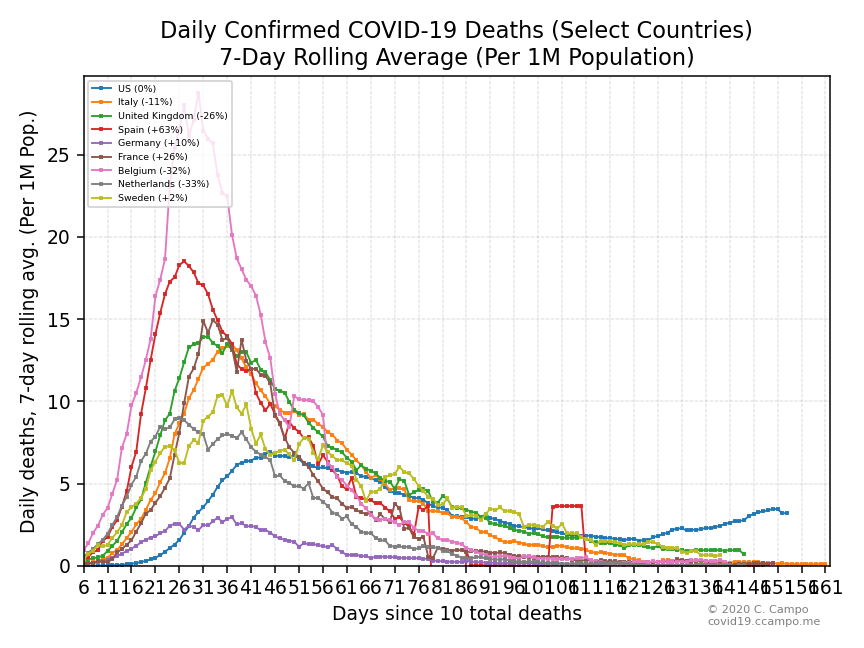 Daily Confirmed COVID-19 Deaths (Select Countries)
7-Day Rolling Average (Per 1M Population)
Daily deaths, 7-day rolling avg. (Per 1M Pop.)
US (0%)
Italy (-11%)
United Kingdom (-26%)
Spain (+63%)
Germany (+10%)
France (+26%)
Belgium (-32%)
Netherlands (-33%)
Sweden (+2%)
25
20
15
10
5
0
6 11 16 21 26 31 36 41 46 51 56 61 66 71 76 81 86 91 96 101 106 111 116 121 126 131 136 141 146 151 156 161
Days since 10 total deaths
© 2020 C. Campo
covid19.ccampo.me